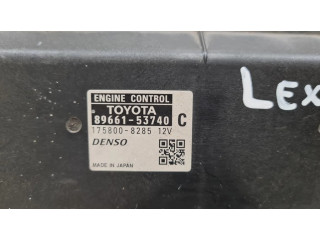 ENGINE CONTROL
TOYOTA
89661-53740 C
175800-8285 12V
DENSO
MADE IN JAPAN
LEX